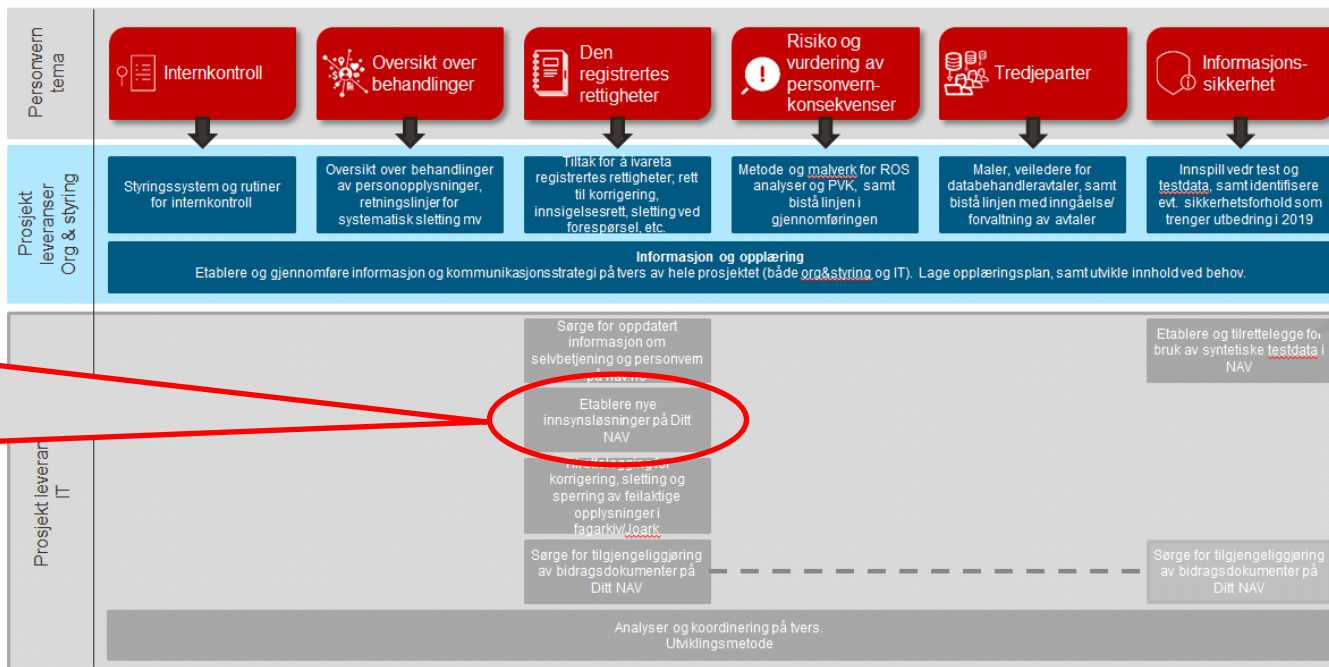 Personvern
tema
Internkontroll
Oversikt over
behandlinger
Den
registrertes
rettigheter
Risiko og
vurdering av
personvern-
konsekvenser
Tredjeparter
Informasjons-
sikkerhet
Prosjekt
leveranser
Org & styring
Styringssystem og rutiner
for internkontroll
Oversikt over behandlinger
av personopplysninger,
retningslinjer for
systematisk sletting mv
Tiltak for å ivareta
registrertes rettigheter; rett
til korrigering,
innsigelsesrett, sletting ved
forespørsel, etc.
Metode og malverk for ROS
analyser og PVK, samt
bistå linjen i
gjennomføringen
Maler, veiledere for
databehandleravtaler, samt
bistå linjen med inngåelse/
forvaltning av avtaler
Innspill vedr test og
testdata, samt identifisere
evt. sikkerhetsforhold som
trenger utbedring i 2019
Informasjon og opplæring
Etablere og gjennomføre informasjon og kommunikasjonsstrategi på tvers av hele prosjektet (både org&styring og IT). Lage opplæringsplan, samt utvikle innhold ved behov.
Prosjekt leveran
IT
Sørge for oppdatert
informasjon om
selvbetjening og personvern
på nav.no
Etablere og tilrettelegge for
bruk av syntetiske testdata i
NAV
Etablere nye
innsynsløsninger på Ditt
NAV
Tilrettelegging for
korrigering, sletting og
sperring av feilaktige
opplysninger i
fagarkiv/Joark
Sørge for tilgjengeliggjøring
av bidragsdokumenter på
Ditt NAV
Sørge for tilgjengeliggjøring
av bidragsdokumenter på
Ditt NAV
Analyser og koordinering på tvers.
Utviklingsmetode